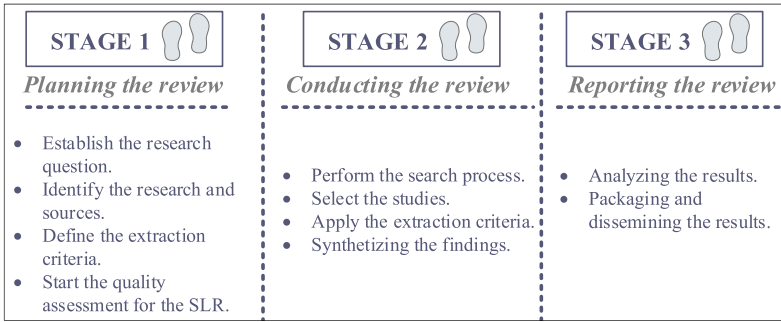 STAGE 1
Planning the review
• Establish the research
question.
• Identify the research and
sources.
• Define the extraction
criteria.
• Start the quality
assessment for the SLR.
STAGE 2
Conducting the review
• Perform the search process.
• Select the studies.
• Apply the extraction criteria.
• Synthetizing the findings.
STAGE 3
Reporting the review
• Analyzing the results.
• Packaging and
dissemining the results.